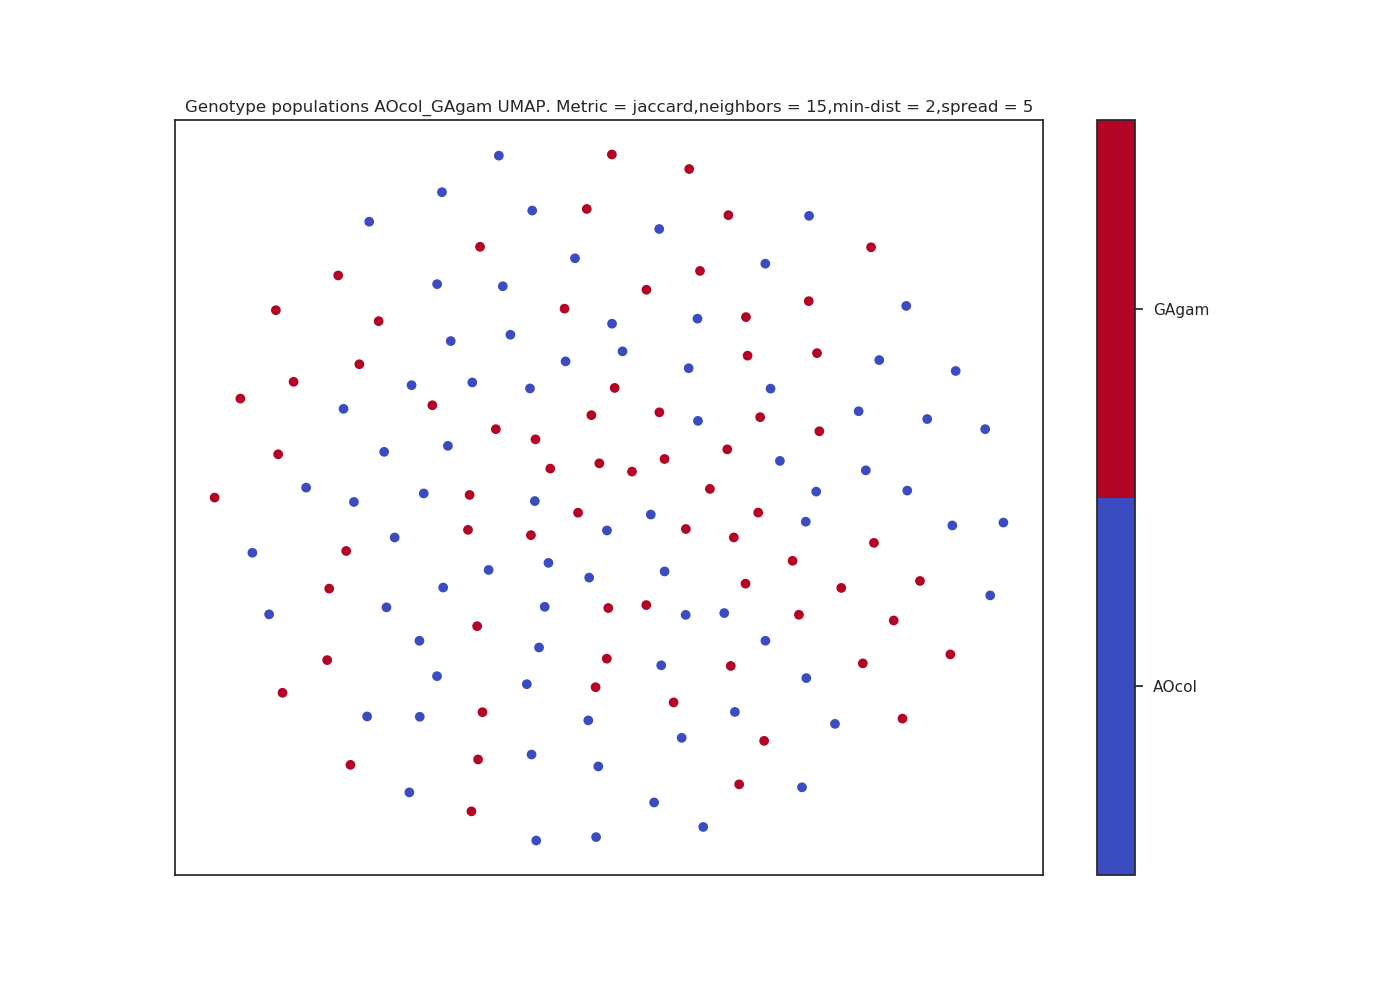 Genotype populations AOcol_GAgam UMAP. Metric = jaccard,neighbors = 15,min-dist = 2,spread = 5
GAgam
AOcol